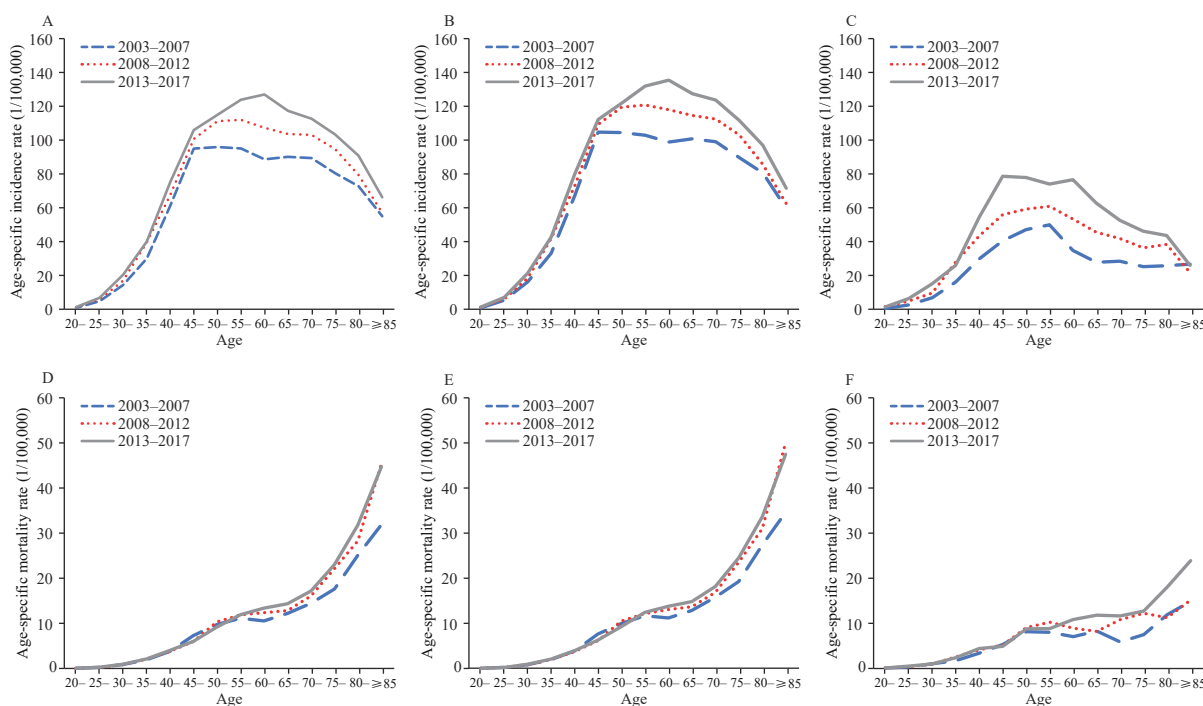 A
Age-specific incidence rate (1/100,000)
160
140
120
100
80
60
40
20
0
2003–2007
2008–2012
2013–2017
20– 25– 30– 35– 40– 45– 50– 55– 60– 65– 70– 75– 80– ≥85
Age
B
Age-specific incidence rate (1/100,000)
160
140
120
100
80
60
40
20
0
2003–2007
2008–2012
2013–2017
20– 25– 30– 35– 40– 45– 50– 55– 60– 65– 70– 75– 80– ≥85
Age
C
Age-specific incidence rate (1/100,000)
160
140
120
100
80
60
40
20
0
2003–2007
2008–2012
2013–2017
20– 25– 30– 35– 40– 45– 50– 55– 60– 65– 70– 75– 80– ≥85
Age
D
Age-specific mortality rate (1/100,000)
60
50
40
30
20
10
0
2003–2007
2008–2012
2013–2017
20– 25– 30– 35– 40– 45– 50– 55– 60– 65– 70– 75– 80– ≥85
Age
E
Age-specific mortality rate (1/100,000)
60
50
40
30
20
10
0
2003–2007
2008–2012
2013–2017
20– 25– 30– 35– 40– 45– 50– 55– 60– 65– 70– 75– 80– ≥85
Age
F
Age-specific mortality rate (1/100,000)
60
50
40
30
20
10
0
2003–2007
2008–2012
2013–2017
20– 25– 30– 35– 40– 45– 50– 55– 60– 65– 70– 75– 80– ≥85
Age